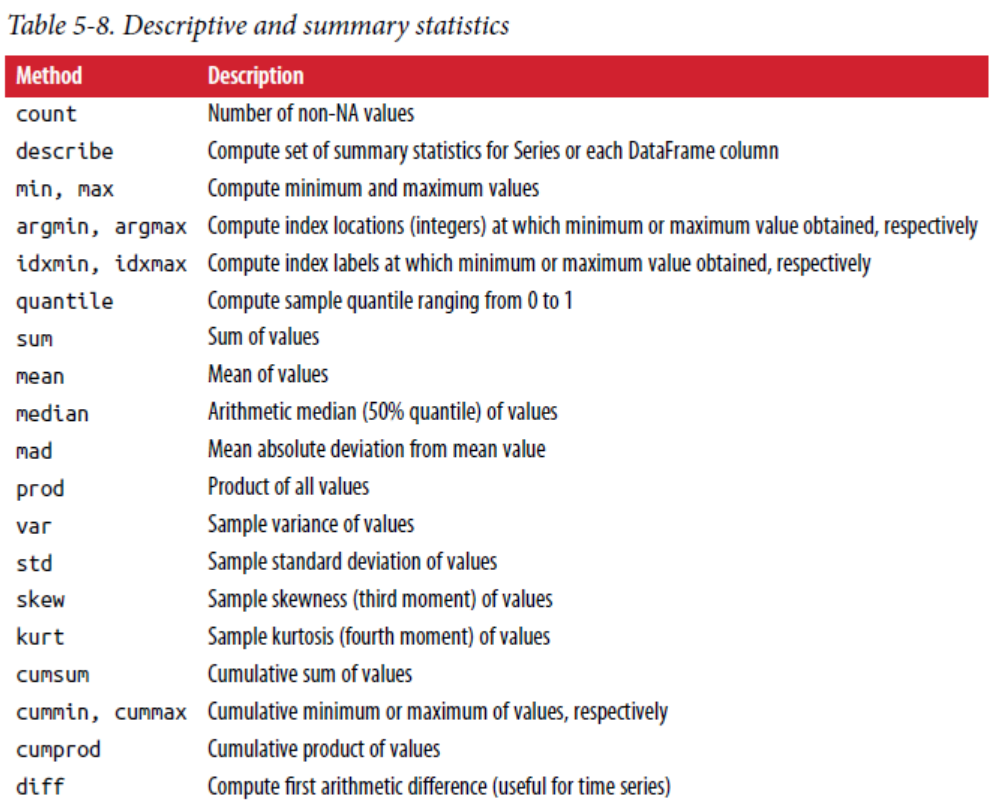 Table 5-8. Descriptive and summary statistics
Method Description
count Number of non-NA values
describe Compute set of summary statistics for Series or each DataFrame column
min, max Compute minimum and maximum values
argmin, argmax Compute index locations (integers) at which minimum or maximum value obtained, respectively
idxmin, idxmax Compute index labels at which minimum or maximum value obtained, respectively
quantile Compute sample quantile ranging from 0 to 1
sum Sum of values
mean Mean of values
median Arithmetic median (50% quantile) of values
mad Mean absolute deviation from mean value
prod Product of all values
var Sample variance of values
std Sample standard deviation of values
skew Sample skewness (third moment) of values
kurt Sample kurtosis (fourth moment) of values
cumsum Cumulative sum of values
cummin, cummax Cumulative minimum or maximum of values, respectively
cumprod Cumulative product of values
diff Compute first arithmetic difference (useful for time series)